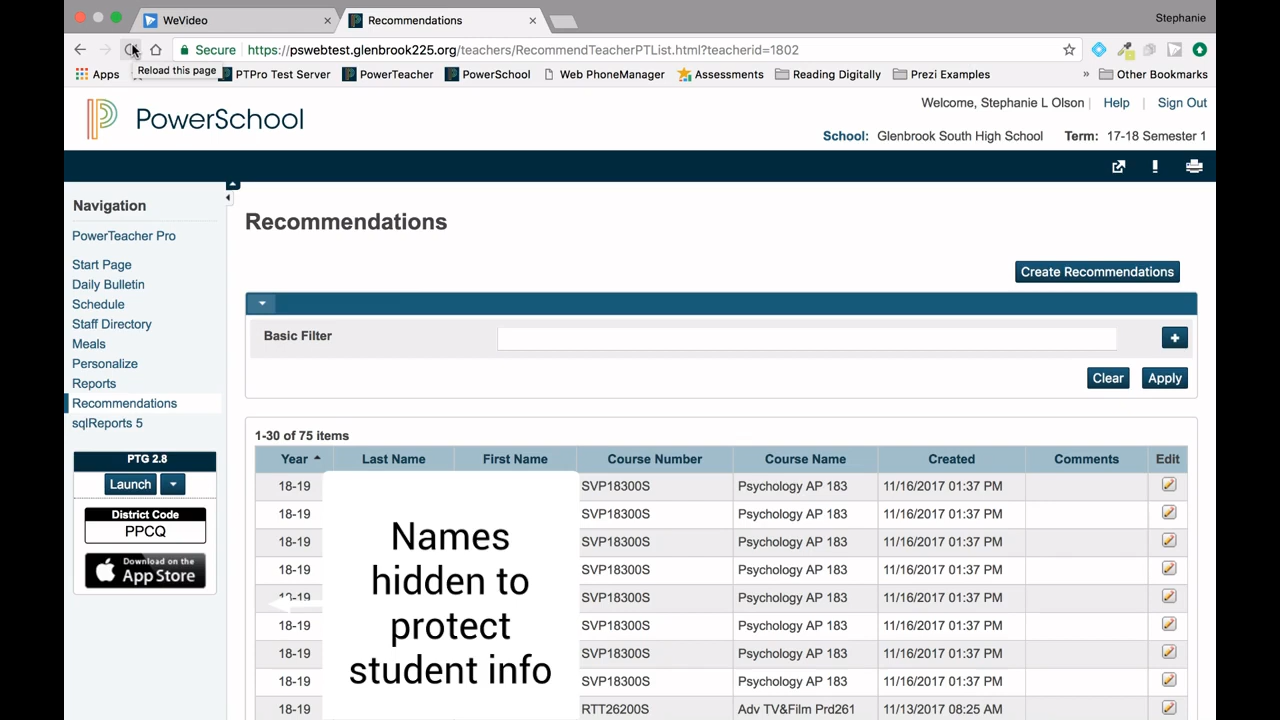 WeVideo
Recommendations
Stephanie
Secure https://pswebtest.glenbrook225.org/teachers/RecommendTeacherPTList.html?teacherid=1802
Reload this page
Apps PTPro Test Server PowerTeacher PowerSchool Web PhoneManager Assessments Reading Digitally Prezi Examples » Other Bookmarks
PowerSchool
Welcome, Stephanie L Olson | Help | Sign Out
School: Glenbrook South High School Term: 17-18 Semester 1
Navigation
PowerTeacher Pro
Start Page
Daily Bulletin
Schedule
Staff Directory
Meals
Personalize
Reports
Recommendations
sqlReports 5
PTG 2.8
Launch
District Code
PPCQ
Download on the
App Store
Recommendations
Create Recommendations
Basic Filter
Clear Apply
1-30 of 75 items
Year Last Name First Name Course Number Course Name Created Comments Edit
18-19 SVP18300S Psychology AP 183 11/16/2017 01:37 PM
18-19 SVP18300S Psychology AP 183 11/16/2017 01:37 PM
18-19 SVP18300S Psychology AP 183 11/16/2017 01:37 PM
18-19 SVP18300S Psychology AP 183 11/16/2017 01:37 PM
18-19 SVP18300S Psychology AP 183 11/16/2017 01:37 PM
18-19 SVP18300S Psychology AP 183 11/16/2017 01:37 PM
18-19 SVP18300S Psychology AP 183 11/16/2017 01:37 PM
18-19 SVP18300S Psychology AP 183 11/16/2017 01:37 PM
18-19 RTT26200S Adv TV&Film Prd261 11/13/2017 08:25 AM
Names
hidden to
protect
student info